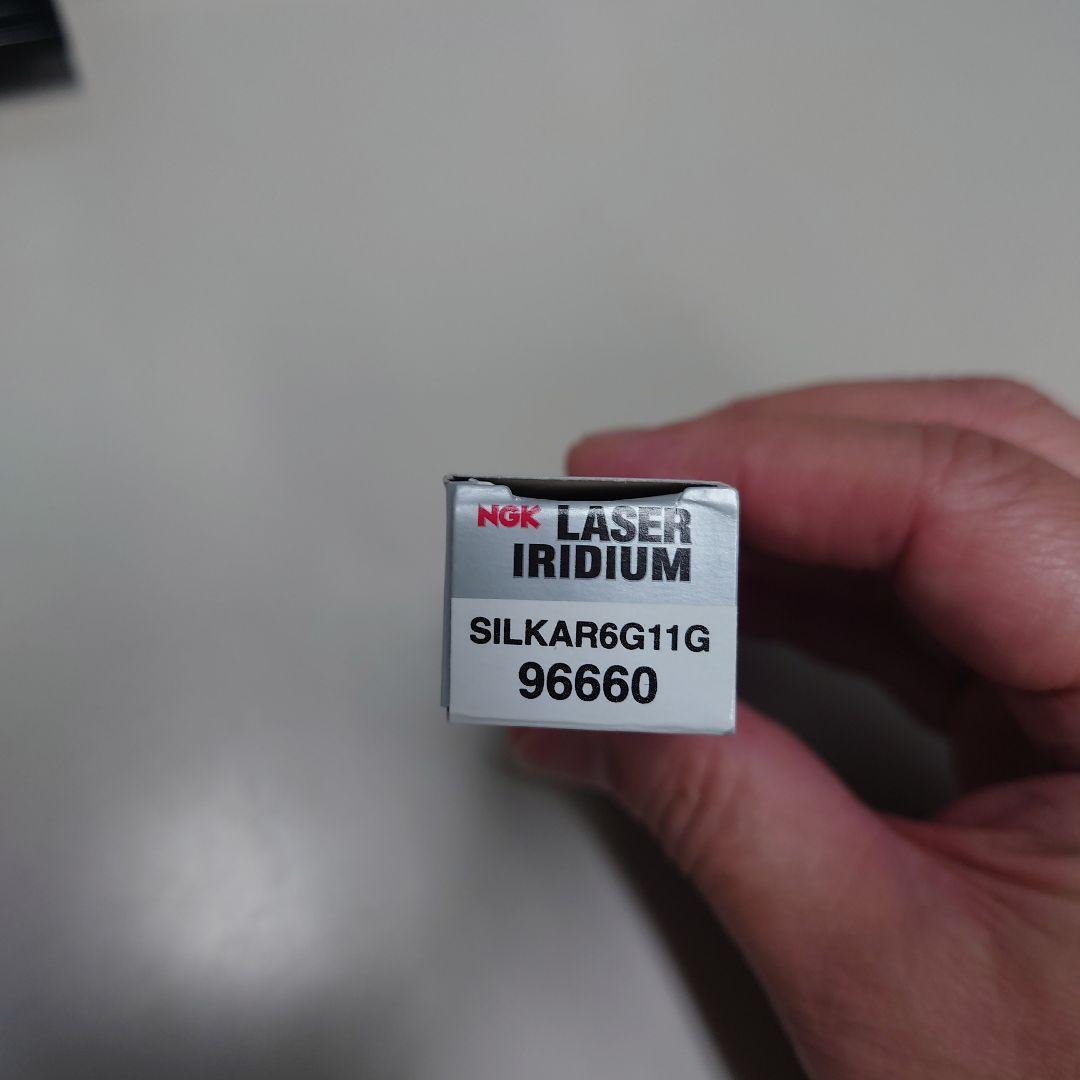 NGK LASER
IRIDIUM
SILKAR6G11G
96660